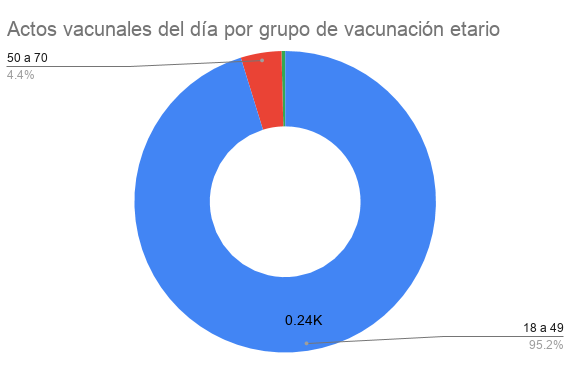 Actos vacunales del día por grupo de vacunación etario
50 a 70
4.4%
0.24K
18 a 49
95.2%